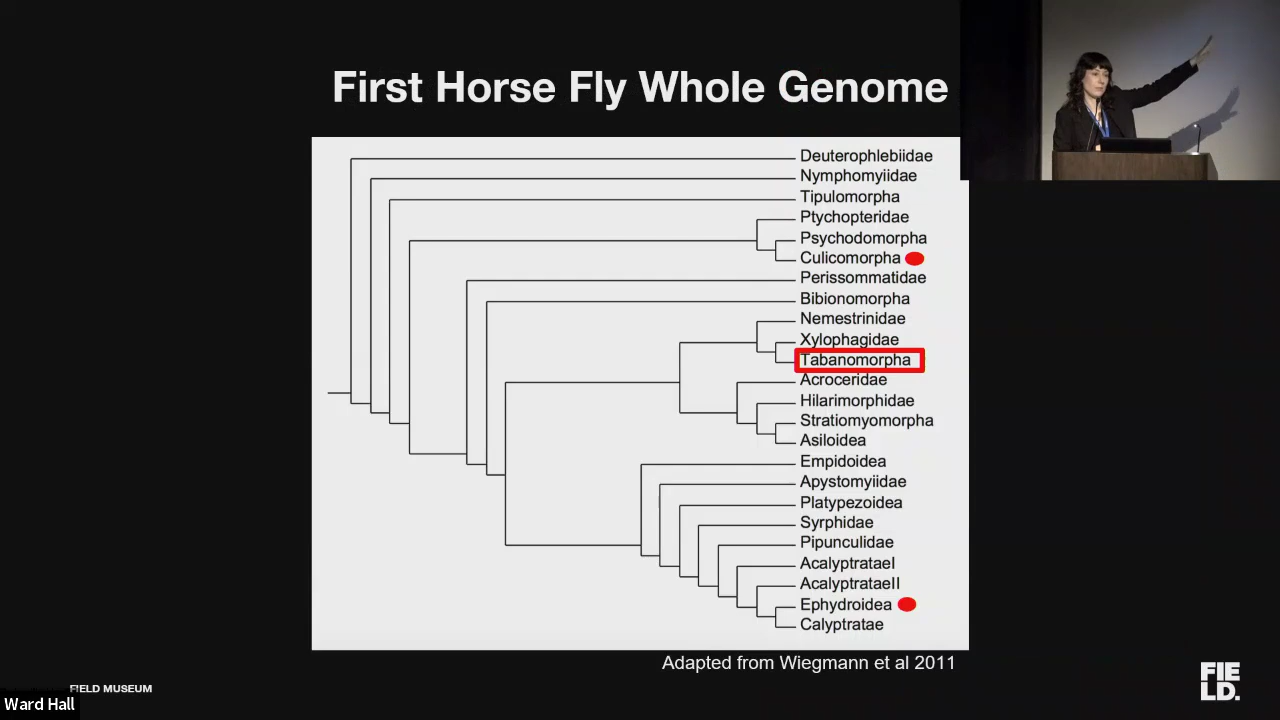 First Horse Fly Whole Genome
Deuterophlebiidae
Nymphomyiidae
Tipulomorpha
Ptychopteridae
Psychodomorpha
Culicomorpha
Perissommatidae
Bibionomorpha
Nemestrinidae
Xylophagidae
Tabanomorpha
Acroceridae
Hilarimorphidae
Stratiomyomorpha
Asiloidea
Empidoidea
Apystomyiidae
Platypezoidea
Syrphidae
Pipunculidae
AcalyptrataeI
AcalyptrataeII
Ephydroidea
Calyptratae
Adapted from Wiegmann et al 2011
FIELD MUSEUM
Ward Hall
FIE
LD.